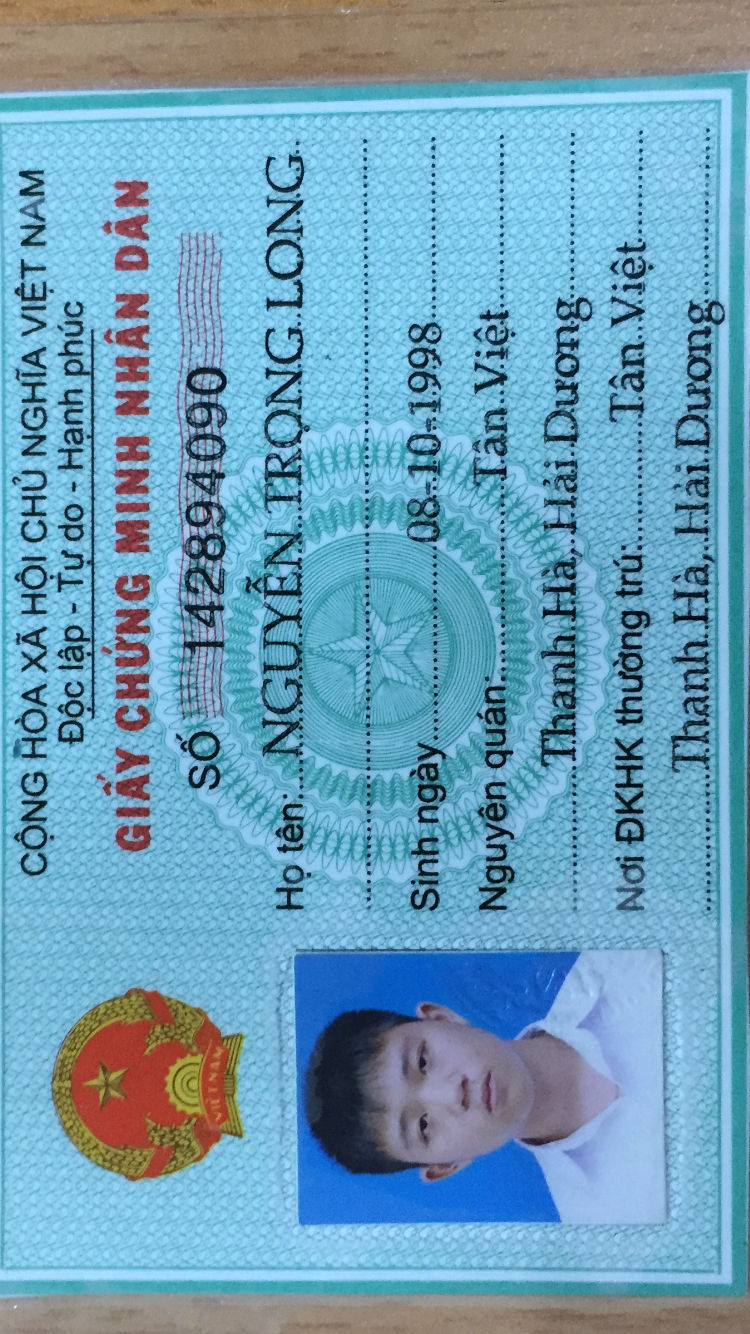 CỘNG HÒA XÃ HỘI CHỦ NGHĨA VIỆT NAM
Độc lập - Tự do - Hạnh phúc
GIẤY CHỨNG MINH NHÂN DÂN
SỐ 142894090
Họ tên: NGUYỄN TRỌNG LONG
Sinh ngày 08-10-1998
Nguyên quán: Tân Việt
Thanh Hà, Hải Dương
Nơi ĐKHK thường trú: Tân Việt
Thanh Hà, Hải Dương
VIET NAM